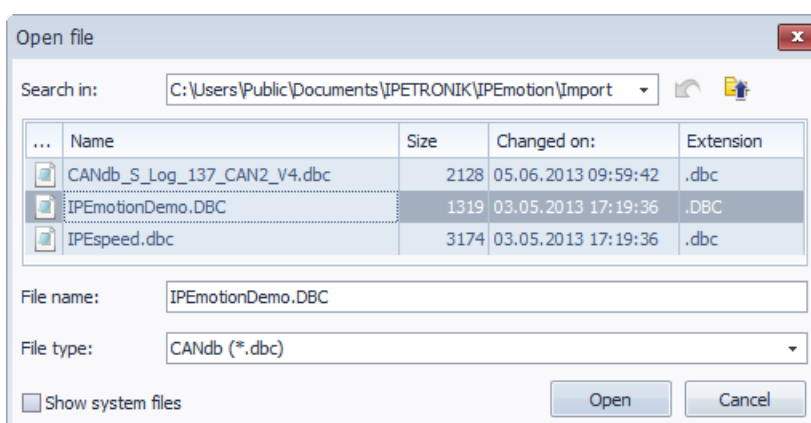 Open file
Search in: C:\Users\Public\Documents\IPETRONIK\IPEmotion\Import
... Name Size Changed on: Extension
CANdb_S_Log_137_CAN2_V4.dbc 2128 05.06.2013 09:59:42 .dbc
IPEmotionDemo.DBC 1319 03.05.2013 17:19:36 .DBC
IPEspeed.dbc 3174 03.05.2013 17:19:36 .dbc
File name: IPEmotionDemo.DBC
File type: CANdb (*.dbc)
Show system files Open Cancel